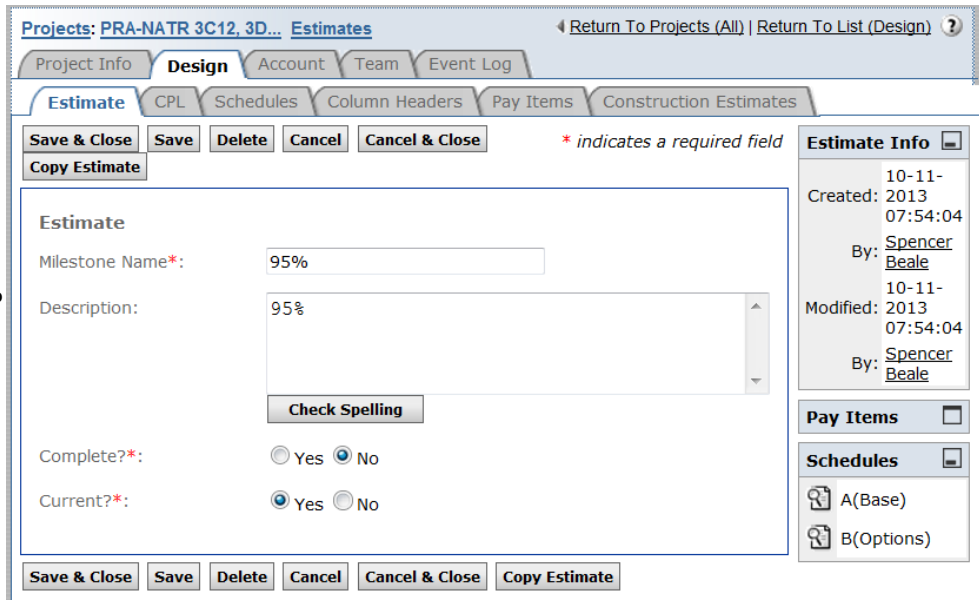 Projects: PRA-NATR 3C12, 3D... Estimates
Return To Projects (All) | Return To List (Design) ?
Project Info Design Account Team Event Log
Estimate CPL Schedules Column Headers Pay Items Construction Estimates
Save & Close Save Delete Cancel Cancel & Close * indicates a required field
Copy Estimate
Estimate
Milestone Name*: 95%
Description: 95%
Check Spelling
Complete?*: Yes No
Current?*: Yes No
Save & Close Save Delete Cancel Cancel & Close Copy Estimate
Estimate Info
Created: 10-11-
2013
07:54:04
By: Spencer
Beale
Modified: 10-11-
2013
07:54:04
By: Spencer
Beale
Pay Items
Schedules
A(Base)
B(Options)